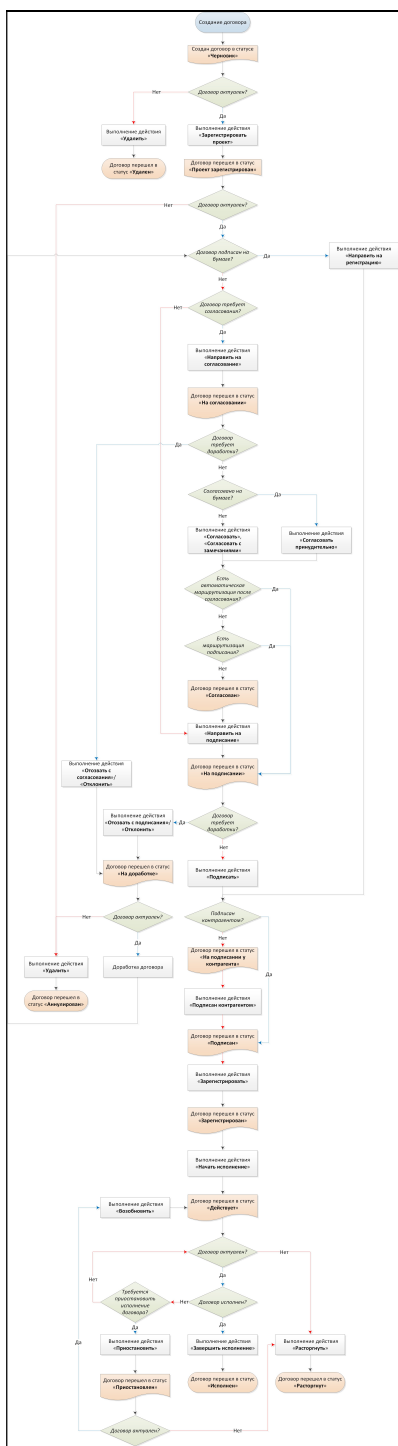 Создание договора
Создан договор в статусе
«Черновик»
Договор актуален?
Нет
Да
Выполнение действия
«Удалить»
Выполнение действия
«Зарегистрировать
проект»
Договор перешел в
статус «Удален»
Договор перешел в статус
«Проект зарегистрирован»
Нет
Договор актуален?
Да
Договор подписан на
бумаге?
Да
Выполнение действия
«Направить на
регистрацию»
Нет
Нет
Договор требует
согласования?
Да
Выполнение действия
«Направить на
согласование»
Договор перешел в статус
«На согласовании»
Да
Договор
требует
доработки?
Нет
Согласовано на
бумаге?
Да
Нет
Выполнение действия
«Согласовать»,
«Согласовать с
замечаниями»
Выполнение действия
«Согласовать
принудительно»
Есть
автоматическая
маршрутизация после
согласования?
Да
Нет
Есть
маршрутизация
подписания?
Да
Нет
Договор перешел в статус
«Согласован»
Выполнение действия
«Направить на
подписание»
Выполнение действия
«Отозвать с
согласования»/
«Отклонить»
Договор перешел в статус
«На подписании»
Выполнение действия
«Отозвать с подписания»/
«Отклонить»
Да
Договор
требует
доработки?
Нет
Договор перешел в статус
«На доработке»
Выполнение действия
«Подписать»
Нет
Договор актуален?
Да
Подписан
контрагентом?
Нет
Да
Выполнение действия
«Удалить»
Доработка договора
Договор перешел в статус
«На подписании у
контрагента»
Договор перешел в
статус «Аннулирован»
Выполнение действия
«Подписан контрагентом»
Договор перешел в статус
«Подписан»
Выполнение действия
«Зарегистрировать»
Договор перешел в статус
«Зарегистрирован»
Выполнение действия
«Начать исполнение»
Выполнение действия
«Возобновить»
Договор перешел в статус
«Действует»
Договор актуален?
Нет
Нет
Да
Требуется
приостановить
исполнение
договора?
Нет
Договор исполнен?
Да
Да
Да
Выполнение действия
«Приостановить»
Выполнение действия
«Завершить исполнение»
Выполнение действия
«Расторгнуть»
Договор перешел в статус
«Приостановлен»
Договор перешел в статус
«Исполнен»
Договор перешел в статус
«Расторгнут»
Договор актуален?
Нет